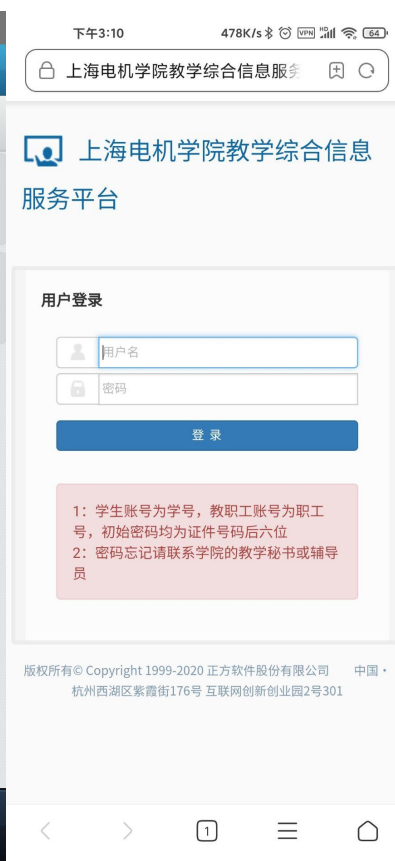 下午3:10 478K/s VPN HD 64
上海电机学院教学综合信息服务
上海电机学院教学综合信息
服务平台
用户登录
用户名
密码
登 录
1：学生账号为学号，教职工账号为职工
号，初始密码均为证件号码后六位
2：密码忘记请联系学院的教学秘书或辅导
员
版权所有© Copyright 1999-2020 正方软件股份有限公司 中国·
杭州西湖区紫霞街176号 互联网创新创业园2号301
1